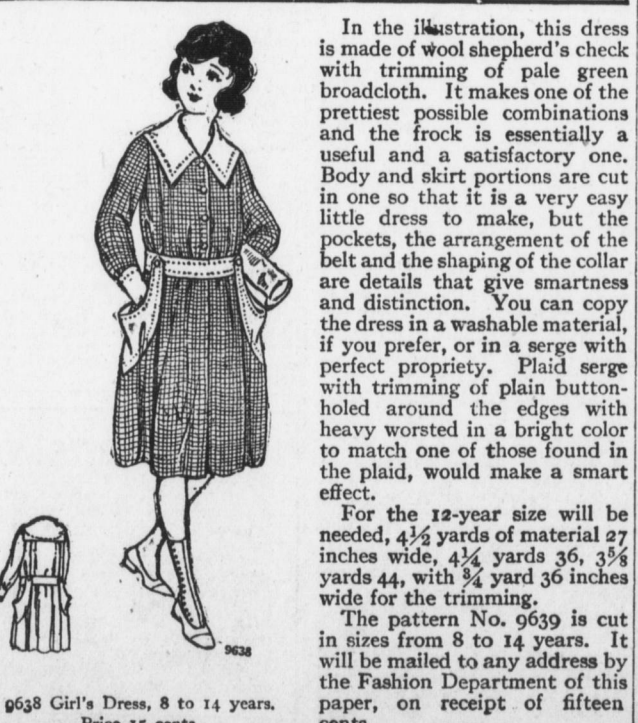 In the illustration, this dress
is made of wool shepherd's check
with trimming of pale green
broadcloth. It makes one of the
prettiest possible combinations
and the frock is essentially a
useful and a satisfactory one.
Body and skirt portions are cut
in one so that it is a very easy
little dress to make, but the
pockets, the arrangement of the
belt and the shaping of the collar
are details that give smartness
and distinction. You can copy
the dress in a washable material,
if you prefer, or in a serge with
perfect propriety. Plaid serge
with trimming of plain button-
holed around the edges with
heavy worsted in a bright color
to match one of those found in
the plaid, would make a smart
effect.
For the 12-year size will be
needed, 4½ yards of material 27
inches wide, 4¼ yards 36, 3⅝
yards 44, with ¾ yard 36 inches
wide for the trimming.
The pattern No. 9639 is cut
in sizes from 8 to 14 years. It
will be mailed to any address by
the Fashion Department of this
paper, on receipt of fifteen
cents.
9638
9638 Girl's Dress, 8 to 14 years.
Price 15 cents